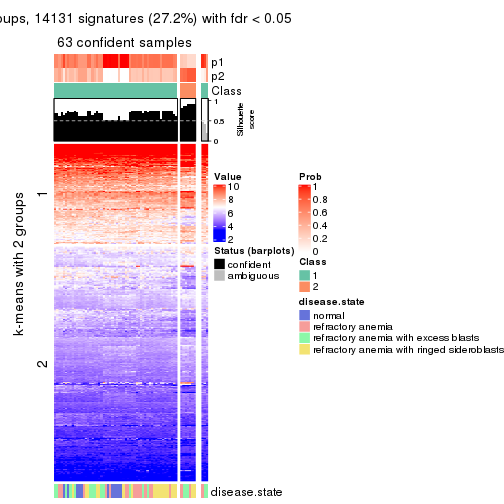 oups, 14131 signatures (27.2%) with fdr < 0.05
63 confident samples
p1
p2
Class
1
0.5
0
Silhouette
score
k-means with 2 groups
1
2
Value
10
8
6
4
2
Status (barplots)
confident
ambiguous
Prob
1
0.8
0.6
0.4
0.2
0
Class
1
2
disease.state
normal
refractory anemia
refractory anemia with excess blasts
refractory anemia with ringed sideroblasts
disease.state